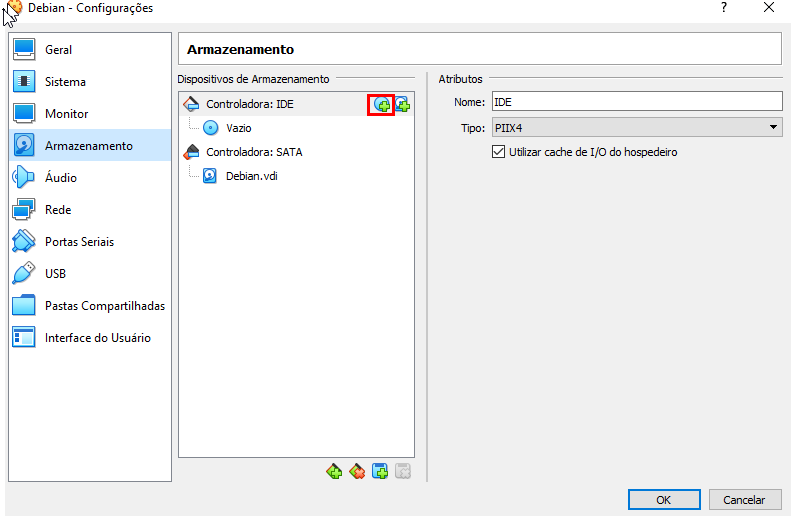 Debian - Configurações
?
Geral
Sistema
Monitor
Armazenamento
Áudio
Rede
Portas Seriais
USB
Pastas Compartilhadas
Interface do Usuário
Armazenamento
Dispositivos de Armazenamento
Controladora: IDE
Vazio
Controladora: SATA
Debian.vdi
Atributos
Nome: IDE
Tipo: PIIX4
Utilizar cache de I/O do hospedeiro
OK
Cancelar